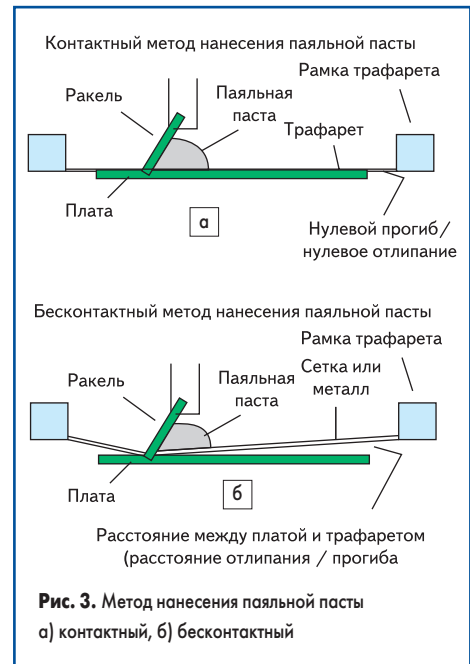 Контактный метод нанесения паяльной пасты
Рамка трафарета
Ракель
Паяльная
паста
Трафарет
Плата
а
Нулевой прогиб/
нулевое отлипание
Бесконтактный метод нанесения паяльной пасты
Рамка трафарета
Сетка или
металл
Ракель
Паяльная
паста
Плата
б
Расстояние между платой и трафаретом
(расстояние отлипания / прогиба
Рис. 3. Метод нанесения паяльной пасты
а) контактный, б) бесконтактный